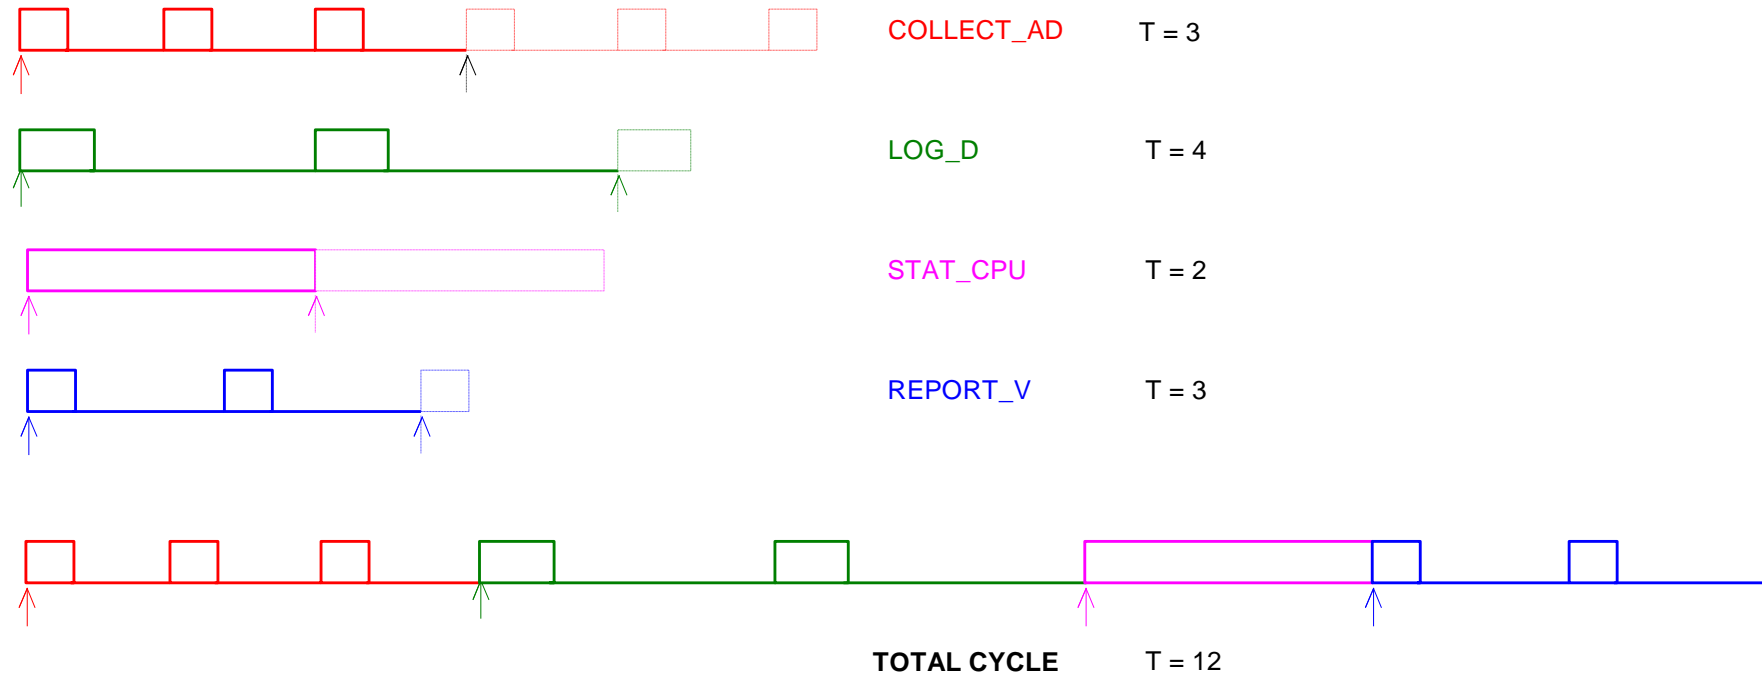 COLLECT_AD T = 3
LOG_D T = 4
STAT_CPU T = 2
REPORT_V T = 3
TOTAL CYCLE T = 12